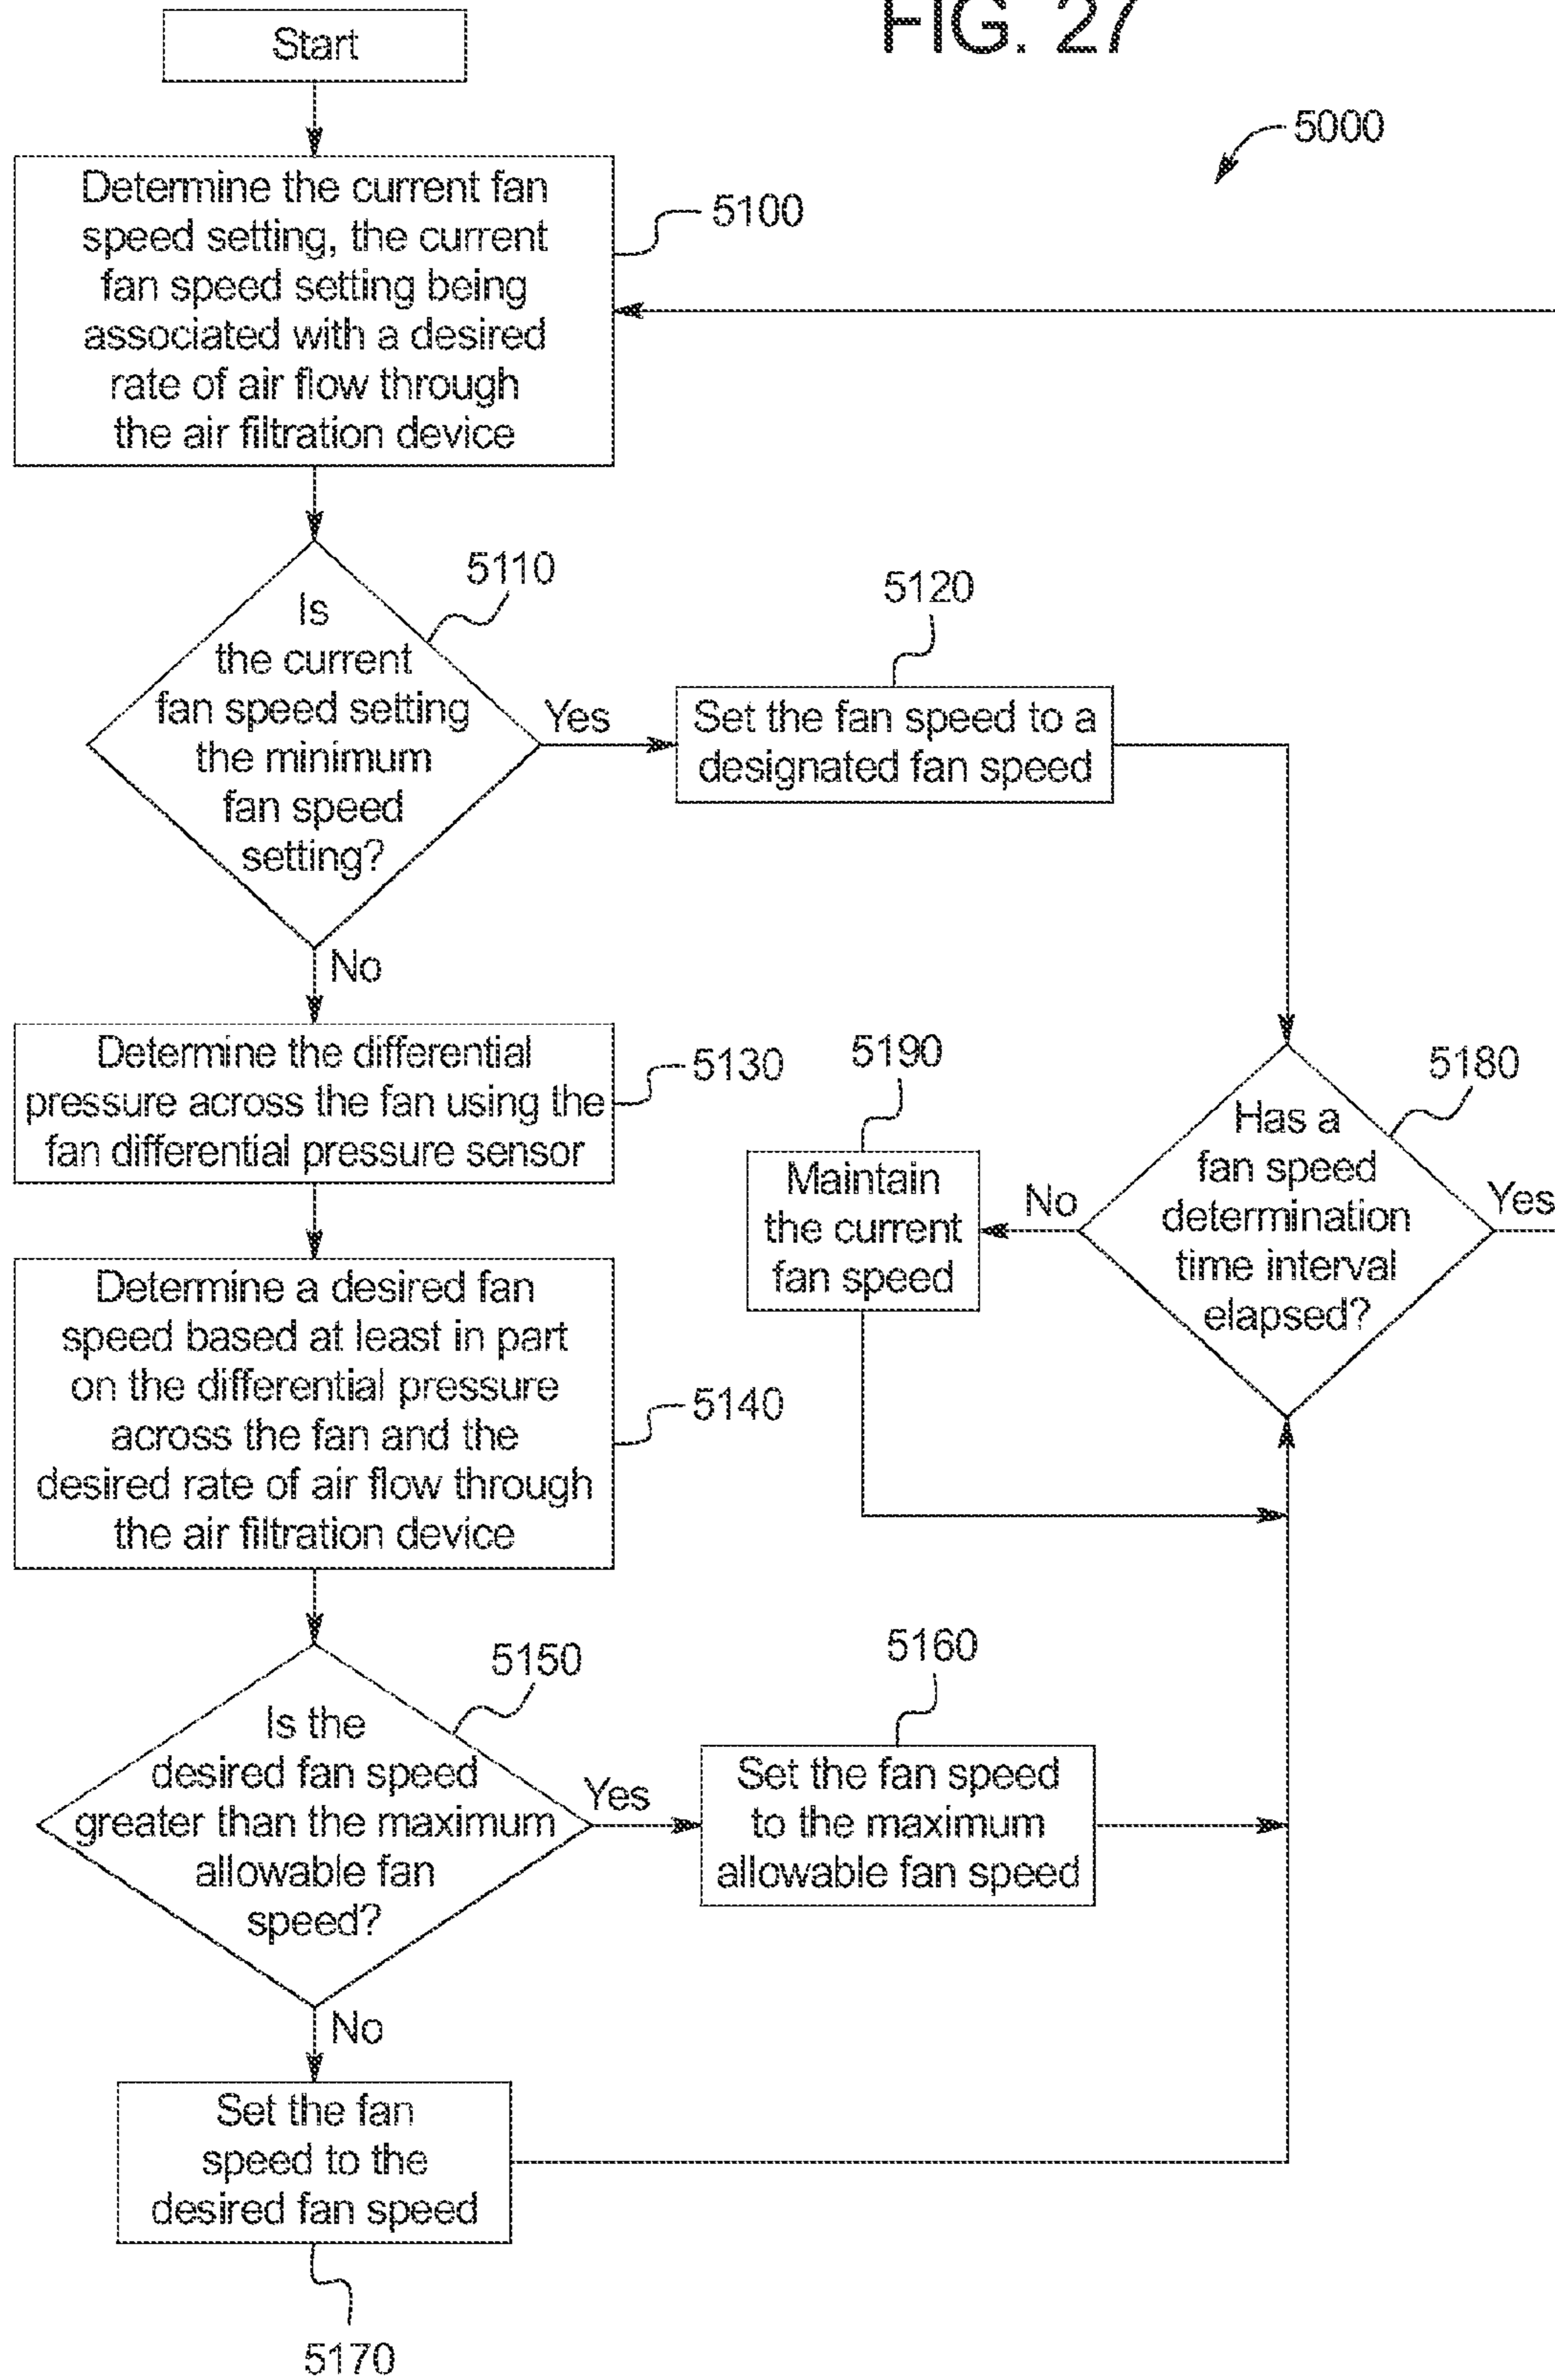 FIG. 27
Start
5000
Determine the current fan
speed setting, the current
fan speed setting being
associated with a desired
rate of air flow through
the air filtration device
5100
Is
the current
fan speed setting
the minimum
fan speed
setting?
5110
Yes
Set the fan speed to a
designated fan speed
5120
No
Determine the differential
pressure across the fan using the
fan differential pressure sensor
5130
5190
Maintain
the current
fan speed
No
Has a
fan speed
determination
time interval
elapsed?
5180
Yes
Determine a desired fan
speed based at least in part
on the differential pressure
across the fan and the
desired rate of air flow through
the air filtration device
5140
Is the
desired fan speed
greater than the maximum
allowable fan
speed?
5150
Yes
Set the fan speed
to the maximum
allowable fan speed
5160
No
Set the fan
speed to the
desired fan speed
5170